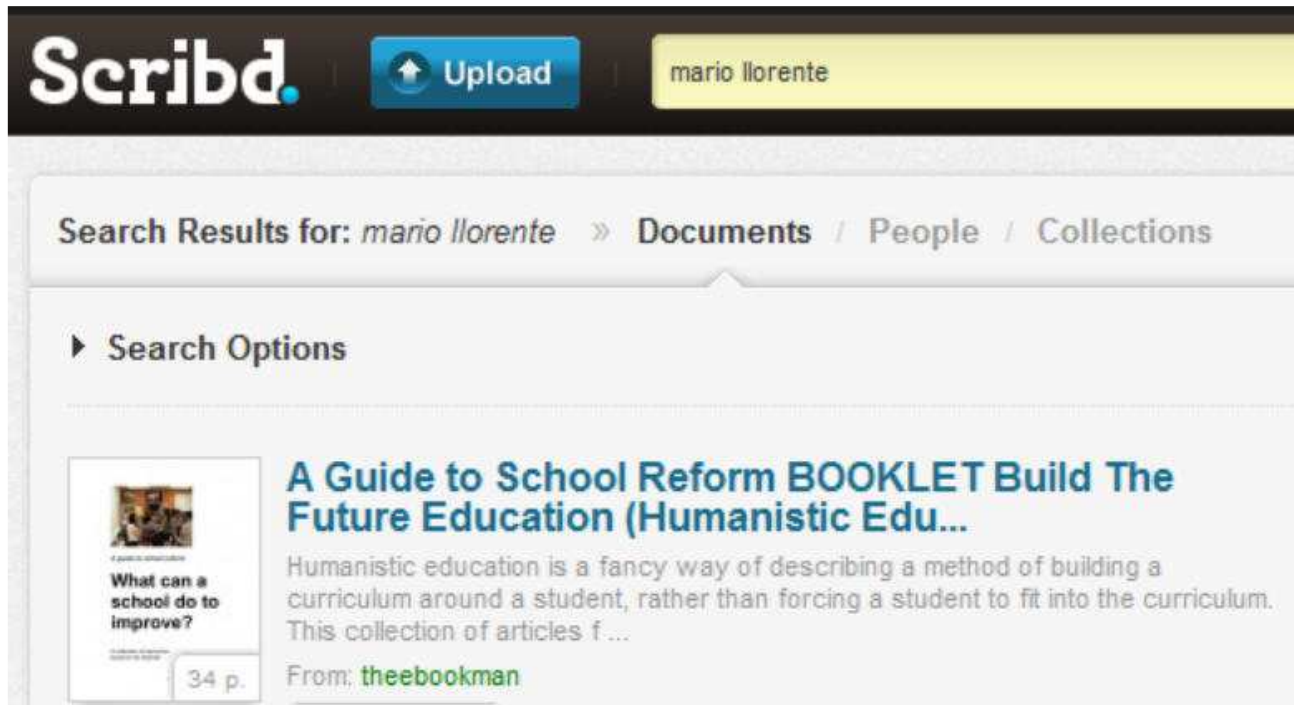 Scribd.
Upload
mario llorente
Search Results for: mario llorente » Documents / People / Collections
Search Options
A Guide to School Reform BOOKLET Build The
Future Education (Humanistic Edu...
Humanistic education is a fancy way of describing a method of building a
curriculum around a student, rather than forcing a student to fit into the curriculum.
This collection of articles f ...
From: theebookman
What can a
school do to
improve?
34 p.